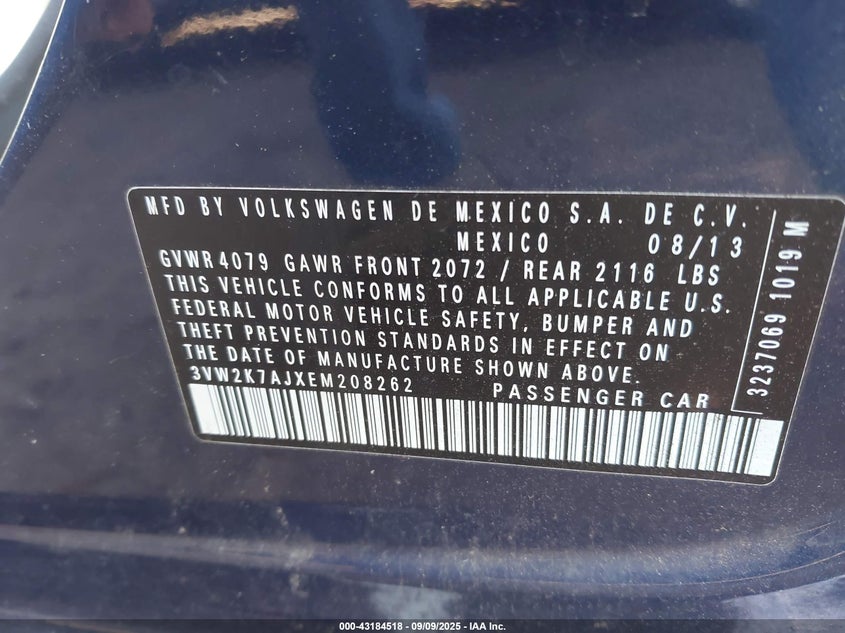 MFD BY VOLKSWAGEN DE MEXICO S.A. DE C.V.
MEXICO 08/13
GVWR 4079 GAWR FRONT 2072 / REAR 2116 LBS
THIS VEHICLE CONFORMS TO ALL APPLICABLE U.S.
FEDERAL MOTOR VEHICLE SAFETY, BUMPER AND
THEFT PREVENTION STANDARDS IN EFFECT ON
THE DATE OF MANUFACTURE SHOWN ABOVE.
3VW2K7AJXEM208262 PASSENGER CAR
3237069 1019 M
000-43184518 - 09/09/2025 - IAA Inc.